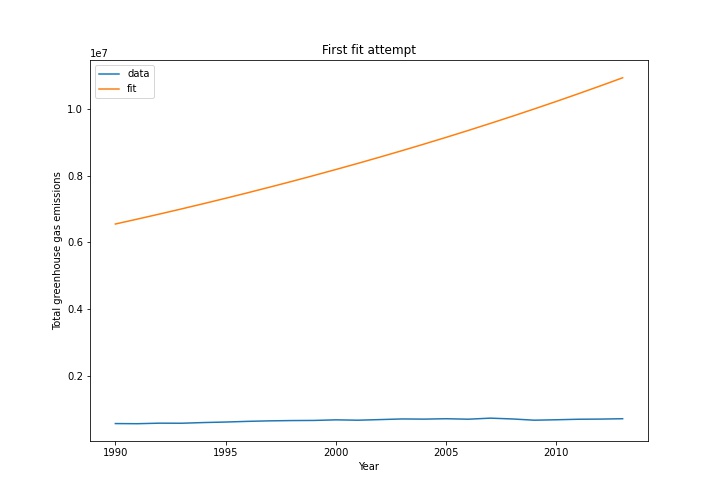 First fit attempt
1e7
data
fit
1.0
0.8
0.6
0.4
0.2
Total greenhouse gas emissions
1990
1995
2000
2005
2010
Year